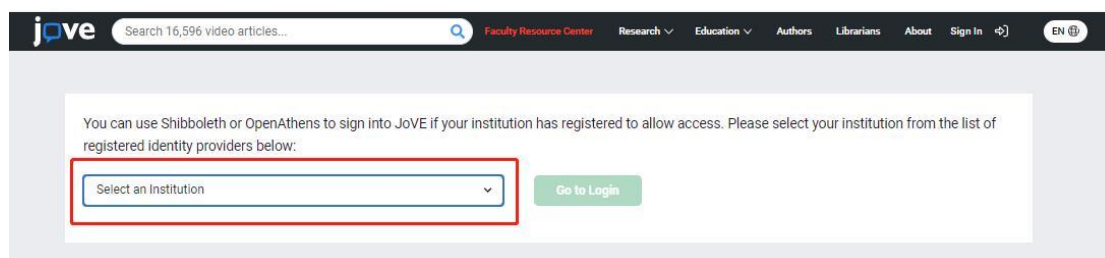 jove Search 16,596 video articles... Faculty Resource Center Research Education Authors Librarians About Sign In EN
You can use Shibboleth or OpenAthens to sign into JoVE if your institution has registered to allow access. Please select your institution from the list of
registered identity providers below:
Select an Institution Go to Login